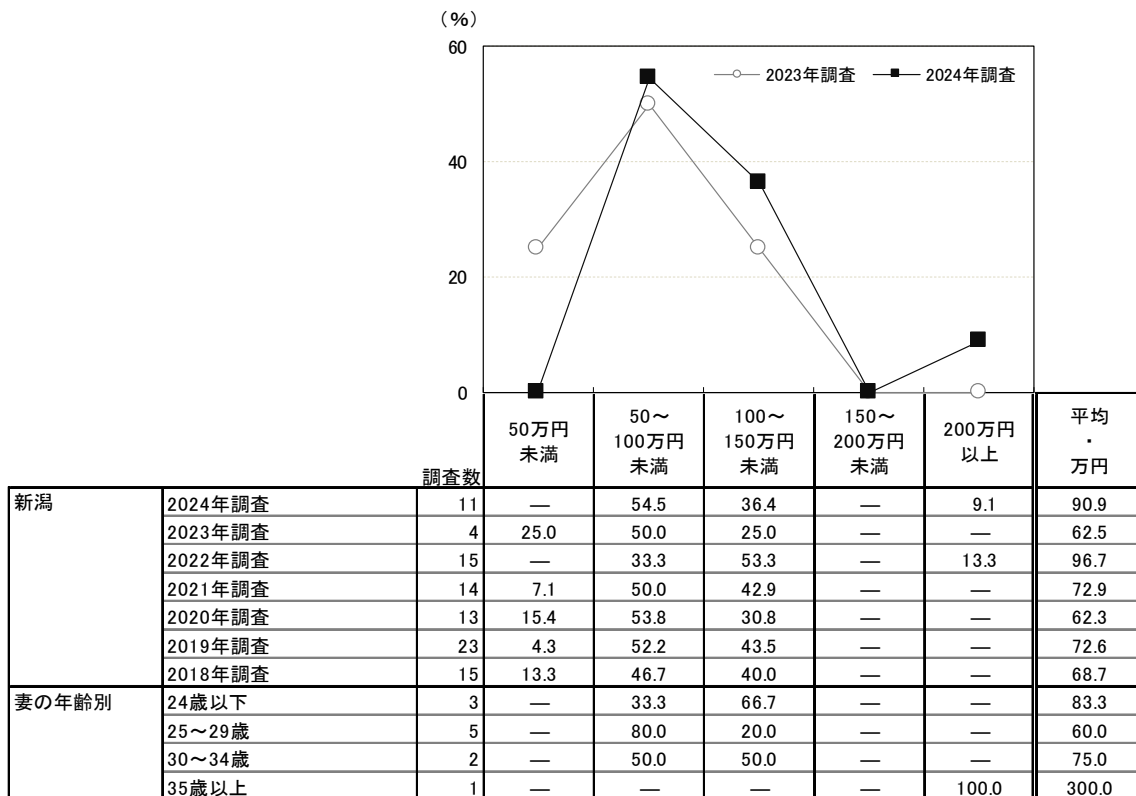 （%）
60
40
20
0
2023年調査 2024年調査
調査数 50万円未満 50～100万円未満 100～150万円未満 150～200万円未満 200万円以上 平均・万円
新潟 2024年調査 11 ― 54.5 36.4 ― 9.1 90.9
2023年調査 4 25.0 50.0 25.0 ― ― 62.5
2022年調査 15 ― 33.3 53.3 ― 13.3 96.7
2021年調査 14 7.1 50.0 42.9 ― ― 72.9
2020年調査 13 15.4 53.8 30.8 ― ― 62.3
2019年調査 23 4.3 52.2 43.5 ― ― 72.6
2018年調査 15 13.3 46.7 40.0 ― ― 68.7
妻の年齢別 24歳以下 3 ― 33.3 66.7 ― ― 83.3
25～29歳 5 ― 80.0 20.0 ― ― 60.0
30～34歳 2 ― 50.0 50.0 ― ― 75.0
35歳以上 1 ― ― ― ― 100.0 300.0